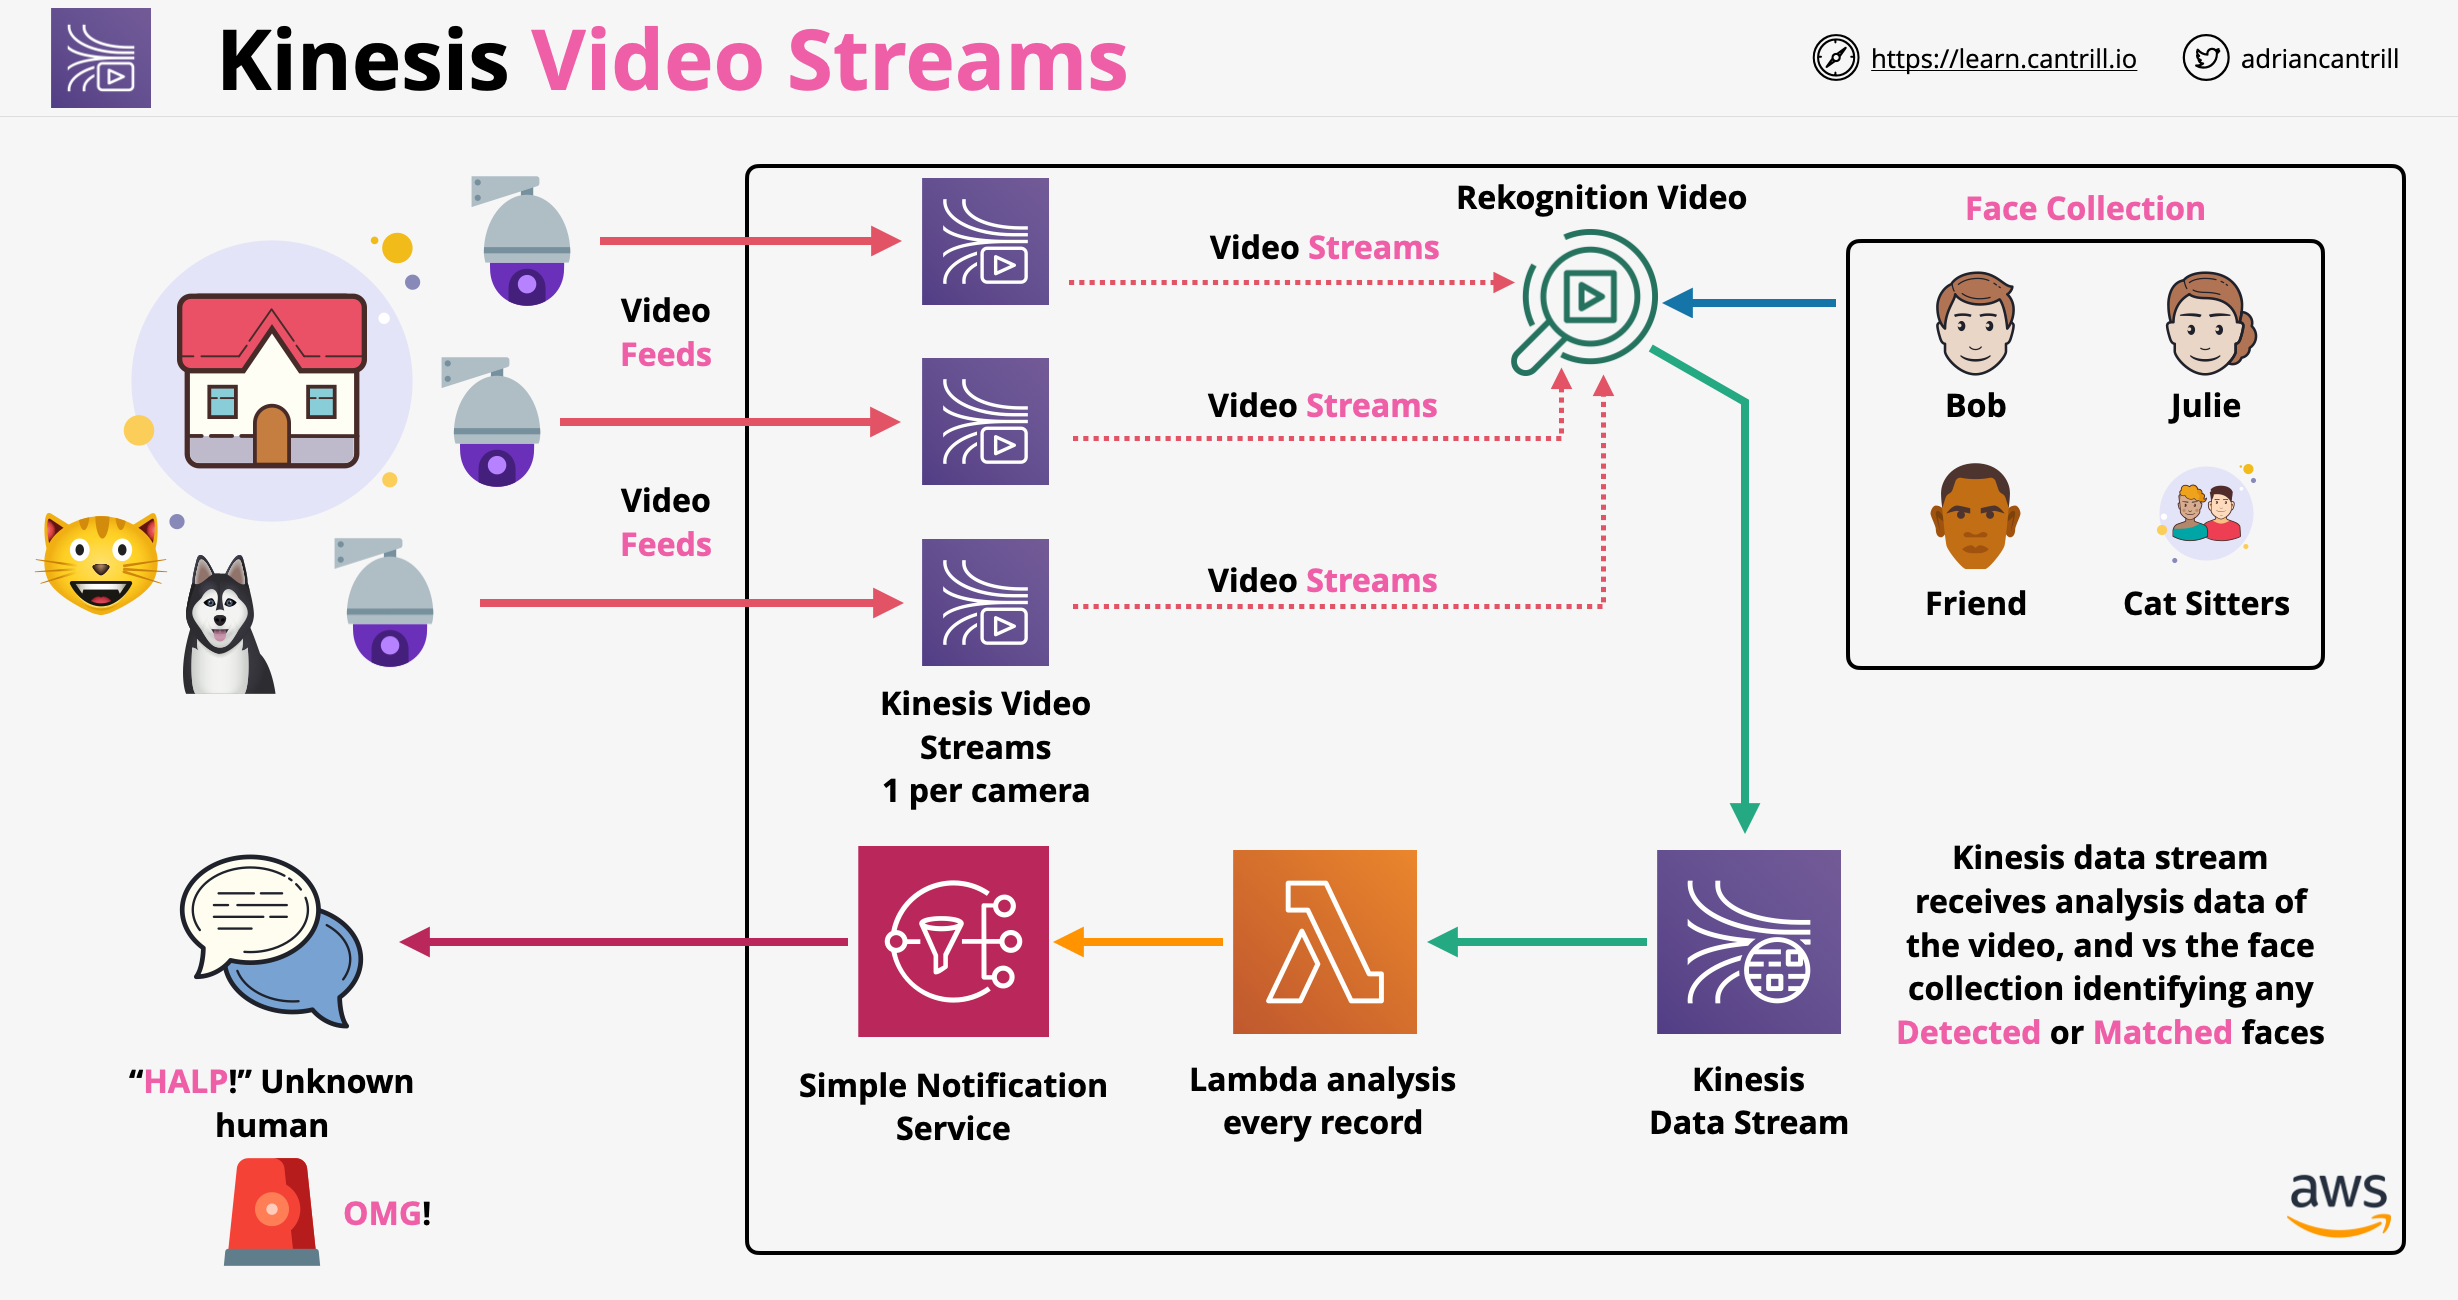 Kinesis Video Streams
https://learn.cantrill.io
adriancantrill
Video
Feeds
Video
Feeds
Video Streams
Video Streams
Video Streams
Rekognition Video
Face Collection
Bob
Julie
Friend
Cat Sitters
Kinesis Video
Streams
1 per camera
Kinesis data stream
receives analysis data of
the video, and vs the face
collection identifying any
Detected or Matched faces
Kinesis
Data Stream
Lambda analysis
every record
Simple Notification
Service
“HALP!” Unknown
human
OMG!
aws